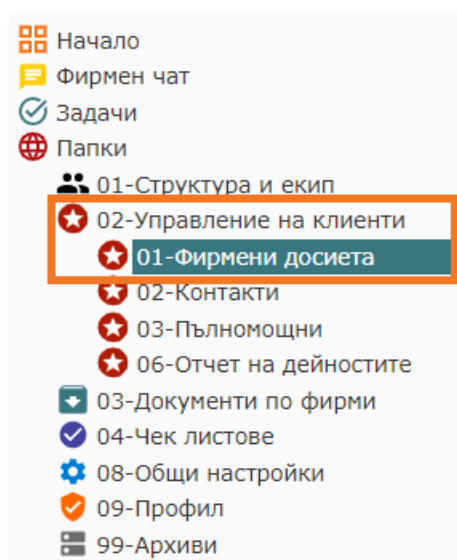 Начало
Фирмен чат
Задачи
Папки
01-Структура и екип
02-Управление на клиенти
01-Фирмени досиета
02-Контакти
03-Пълномощни
06-Отчет на дейностите
03-Документи по фирми
04-Чек листове
08-Общи настройки
09-Профил
99-Архиви